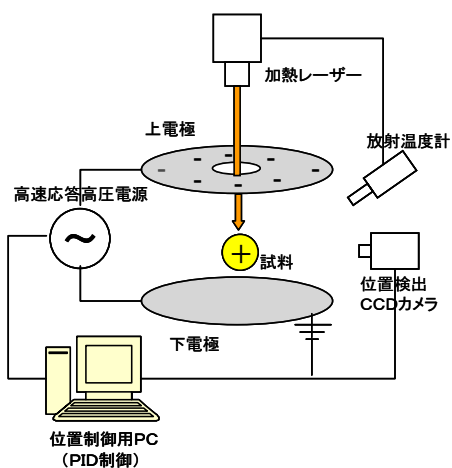 加熱レーザー
上電極
放射温度計
高速応答高圧電源
試料
位置検出
CCDカメラ
下電極
位置制御用PC
(PID制御)